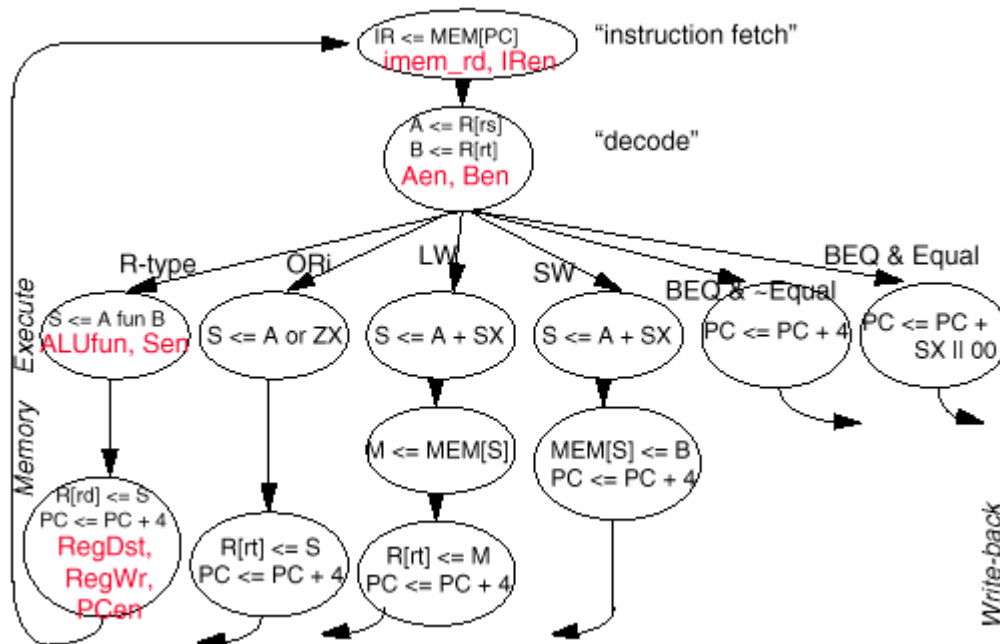 IR <= MEM[PC]
imem_rd, IRen
“instruction fetch”
A <= R[rs]
B <= R[rt]
Aen, Ben
“decode”
R-type
ORi
LW
SW
BEQ & ~Equal
BEQ & Equal
Execute
S <= A fun B
ALUfun, Sen
S <= A or ZX
S <= A + SX
S <= A + SX
PC <= PC + 4
PC <= PC +
SX || 00
Memory
M <= MEM[S]
MEM[S] <= B
PC <= PC + 4
R[rd] <= S
PC <= PC + 4
RegDst,
RegWr,
PCen
R[rt] <= S
PC <= PC + 4
R[rt] <= M
PC <= PC + 4
Write-back